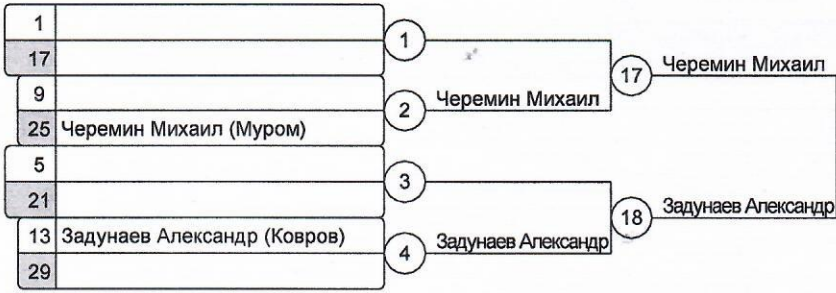 1
17
1
9
25 Черемин Михаил (Муром)
2 Черемин Михаил
17 Черемин Михаил
5
21
3
13 Задунаев Александр (Ковров)
29
4 Задунаев Александр
18 Задунаев Александр